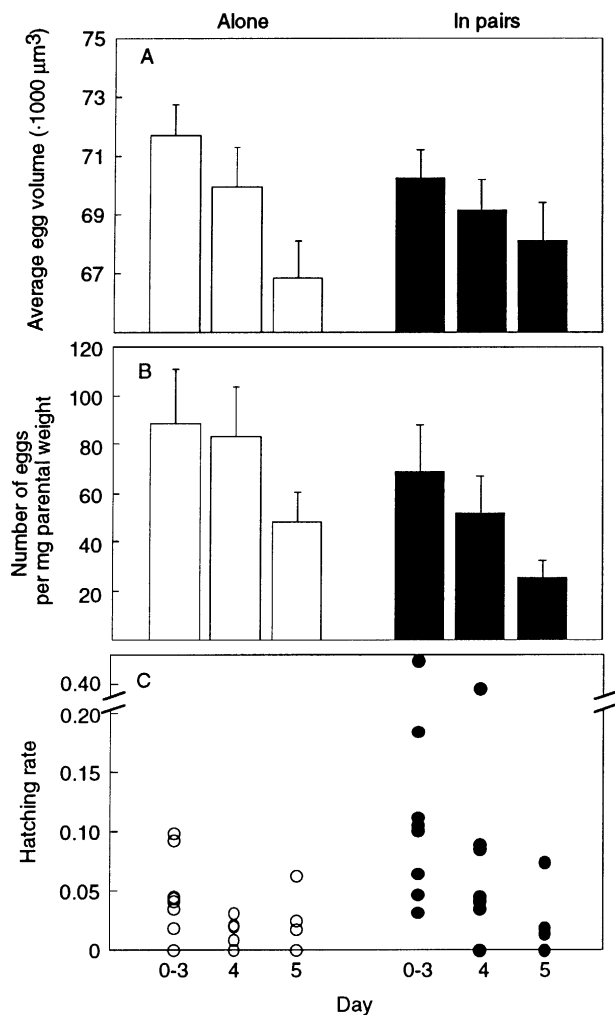 Alone In pairs
A
75
73
71
69
67
Average egg volume (·1000 µm³)
B
120
100
80
60
40
20
Number of eggs
per mg parental weight
C
0.40
0.20
0.15
0.10
0.05
0
Hatching rate
0-3 4 5 0-3 4 5
Day